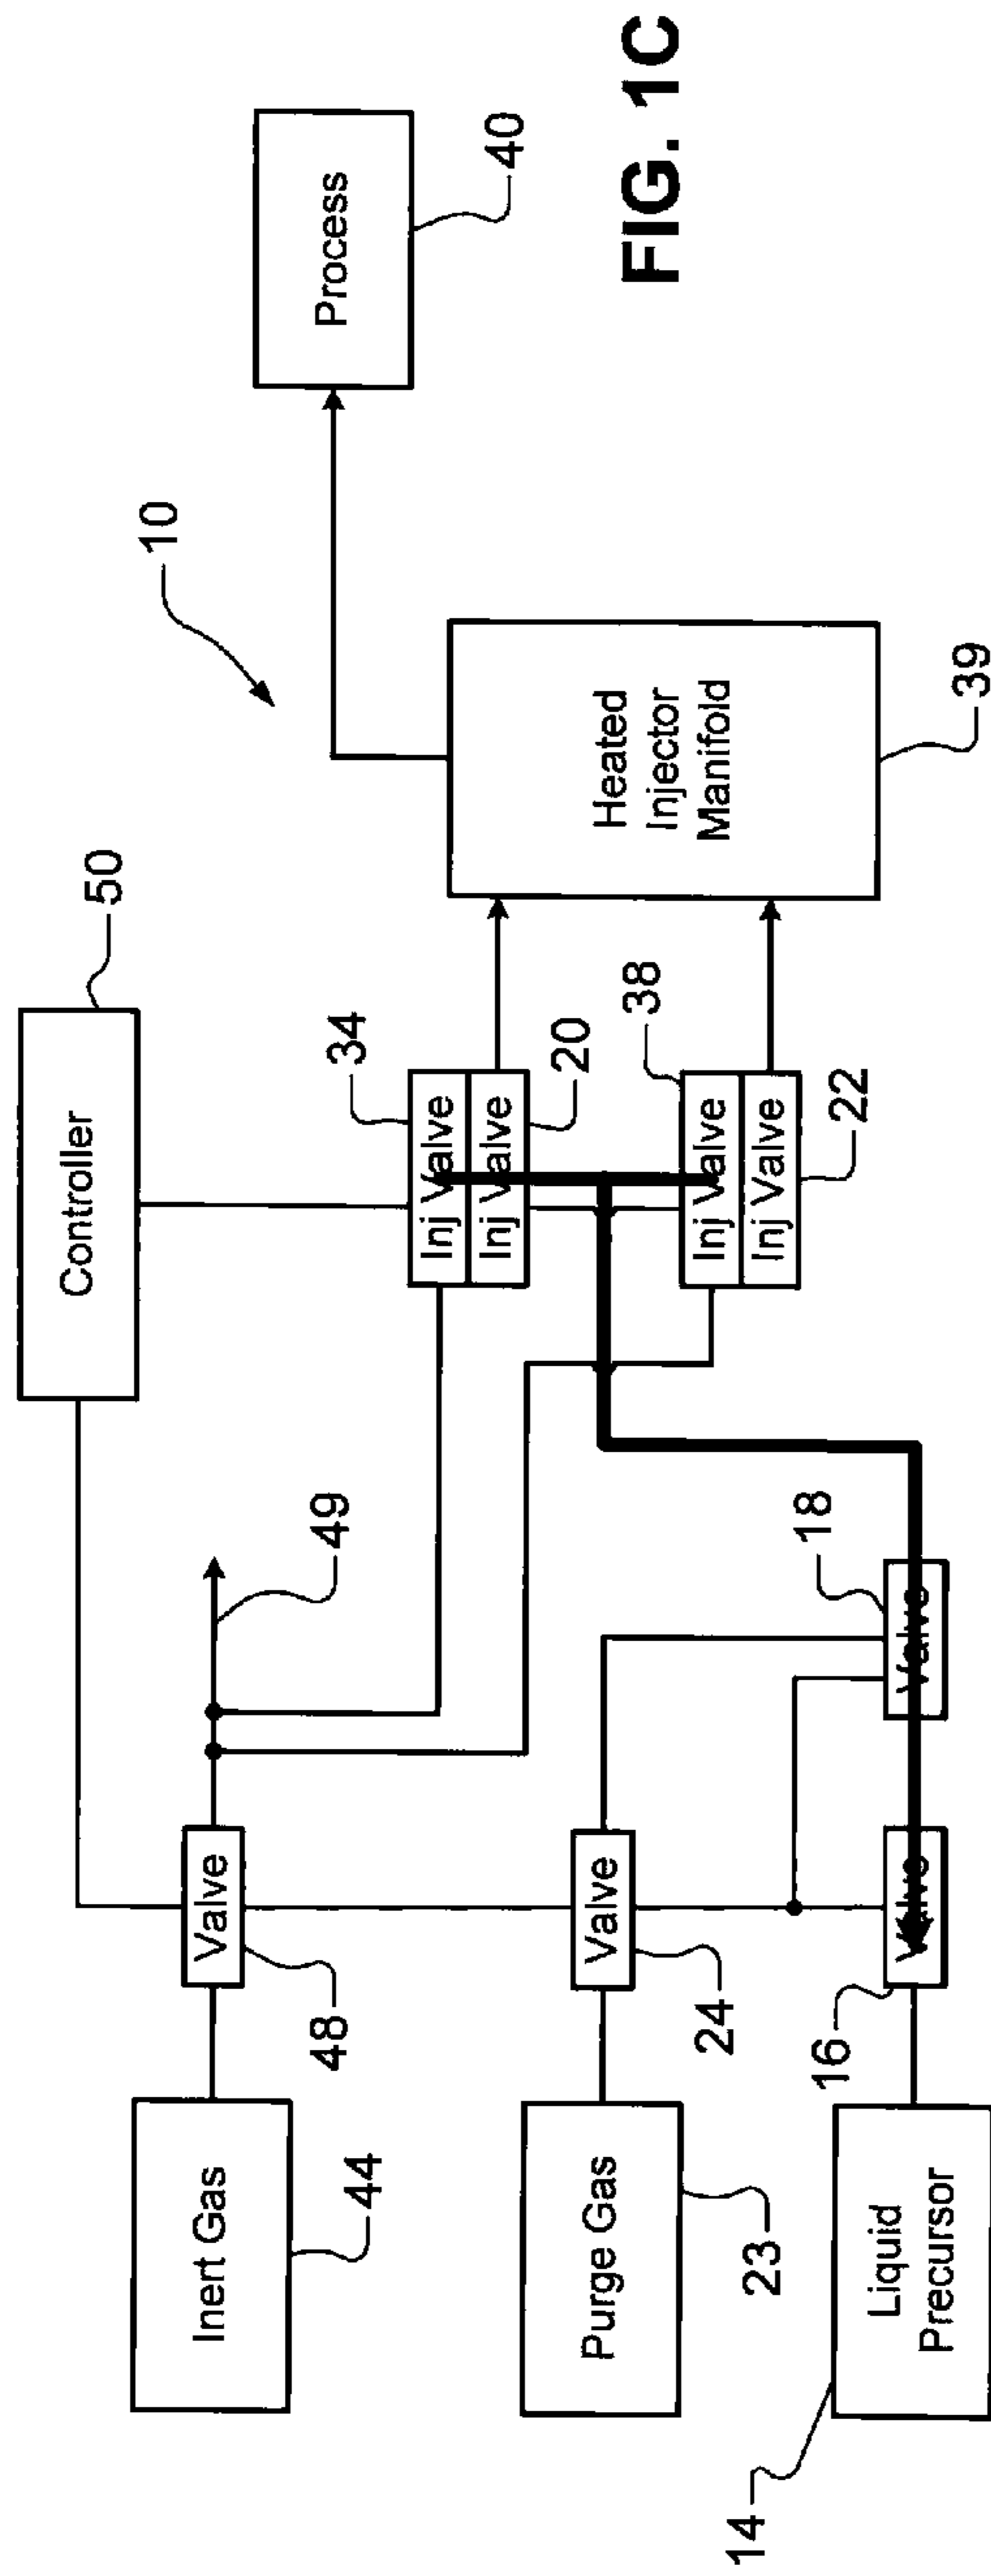 Controller
50
10
Process
40
FIG. 1C
Inert Gas
44
Valve
48
49
Inj Valve
34
Inj Valve
20
Heated
Injector
Manifold
39
Purge Gas
23
Valve
24
Inj Valve
38
Inj Valve
22
Liquid
Precursor
14
Valve
16
Valve
18